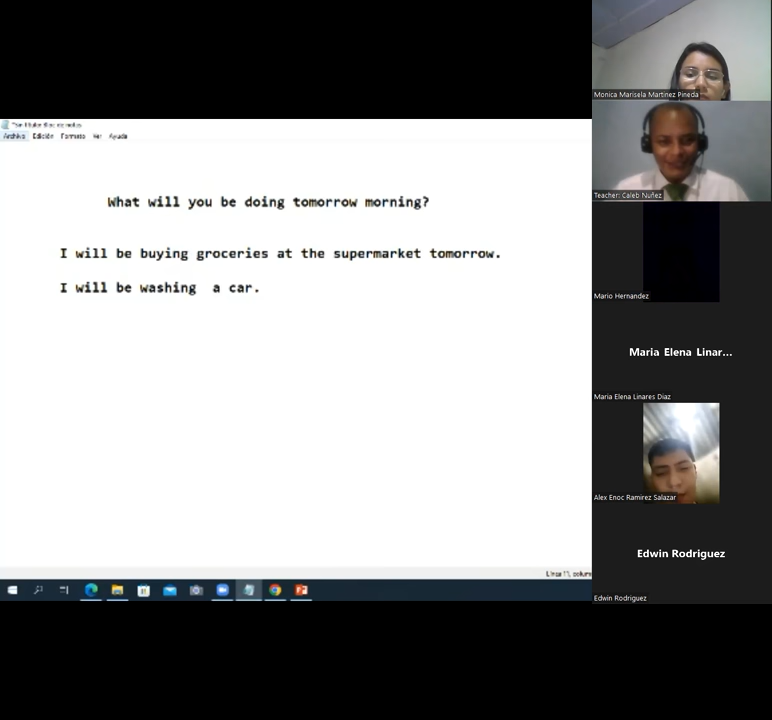 Archivo Edición Formato Ver Ayuda
What will you be doing tomorrow morning?
I will be buying groceries at the supermarket tomorrow.
I will be washing a car.
Monica Marisela Martinez Pineda
Teacher: Caleb Nuñez
Mario Hernandez
Maria Elena Linar...
Maria Elena Linares Diaz
Alex Enoc Ramirez Salazar
Edwin Rodriguez
Edwin Rodriguez